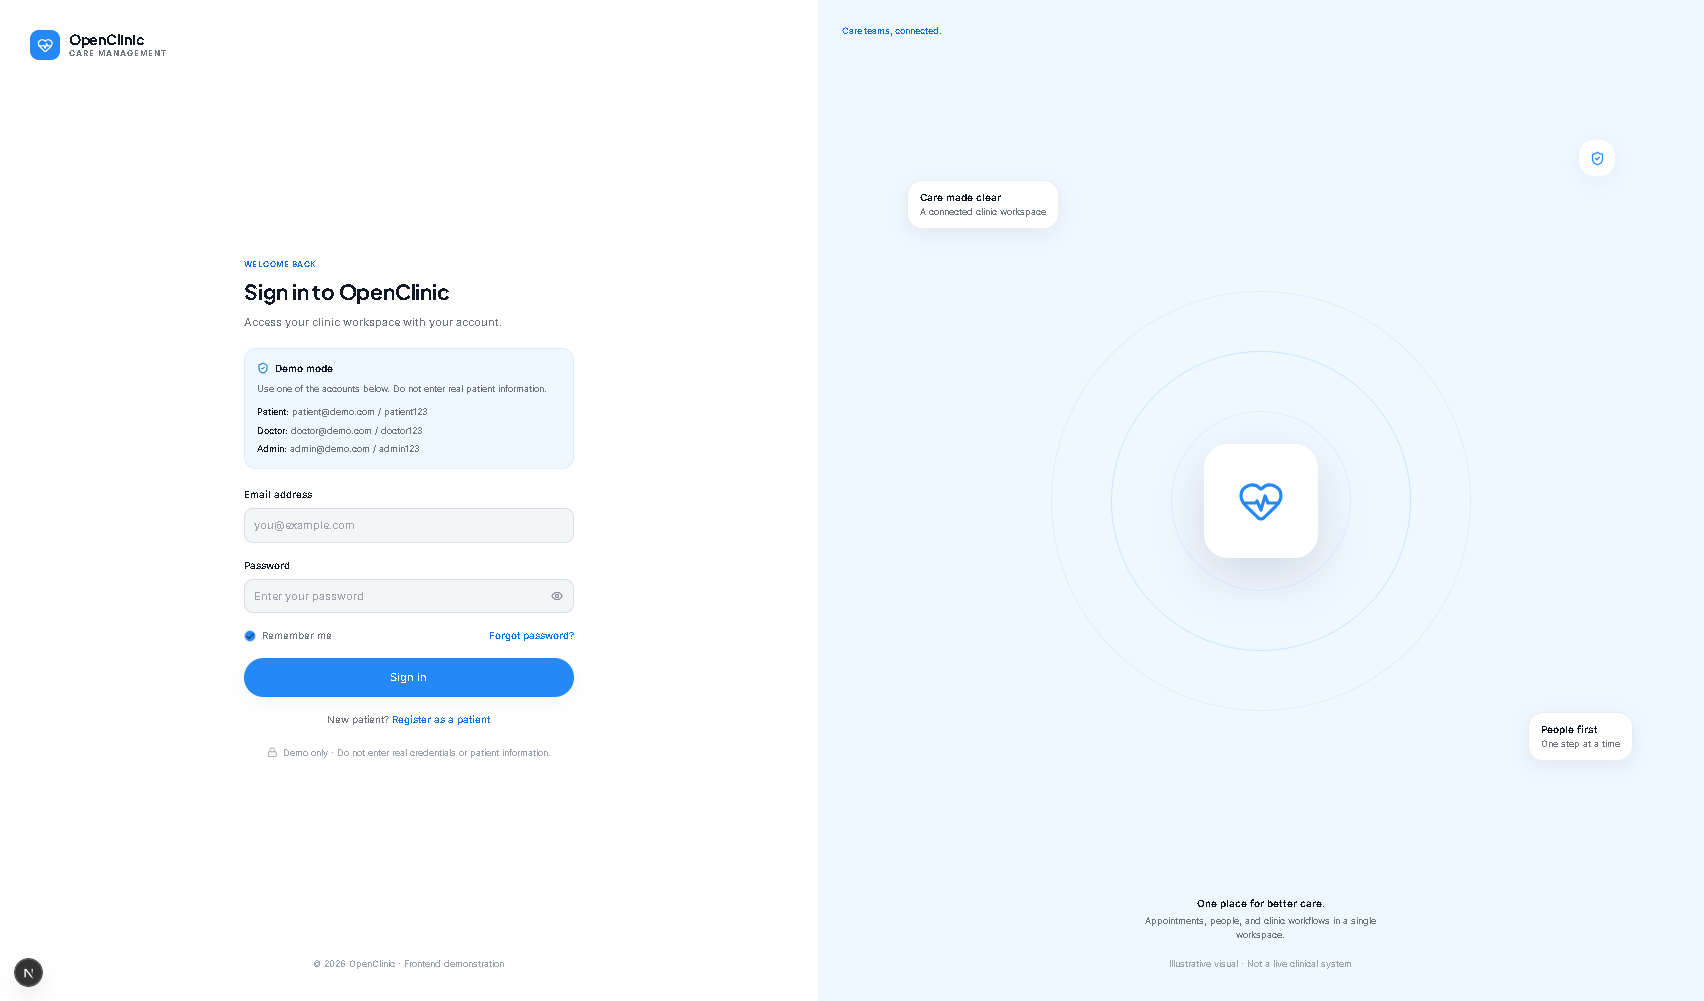 OpenClinic
CARE MANAGEMENT
WELCOME BACK
Sign in to OpenClinic
Access your clinic workspace with your account.
Demo mode
Use one of the accounts below. Do not enter real patient information.
Patient: patient@demo.com / patient123
Doctor: doctor@demo.com / doctor123
Admin: admin@demo.com / admin123
Email address
you@example.com
Password
Enter your password
Remember me
Forgot password?
Sign in
New patient? Register as a patient
Demo only · Do not enter real credentials or patient information.
© 2026 OpenClinic · Frontend demonstration
N
Care teams, connected.
Care made clear
A connected clinic workspace
People first
One step at a time
One place for better care.
Appointments, people, and clinic workflows in a single
workspace.
Illustrative visual · Not a live clinical system